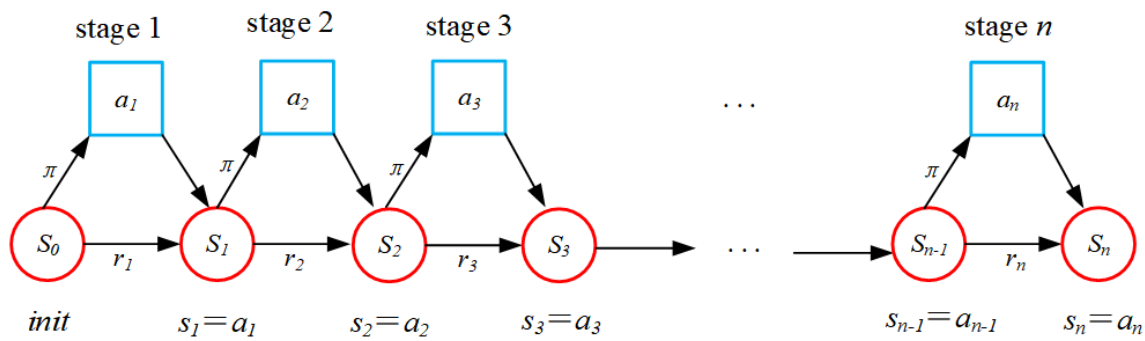 stage 1 stage 2 stage 3 stage n
a1 a2 a3 ... an
π π π π
S0 S1 S2 S3 ... Sn-1 Sn
r1 r2 r3 rn
init s1=a1 s2=a2 s3=a3 sn-1=an-1 sn=an